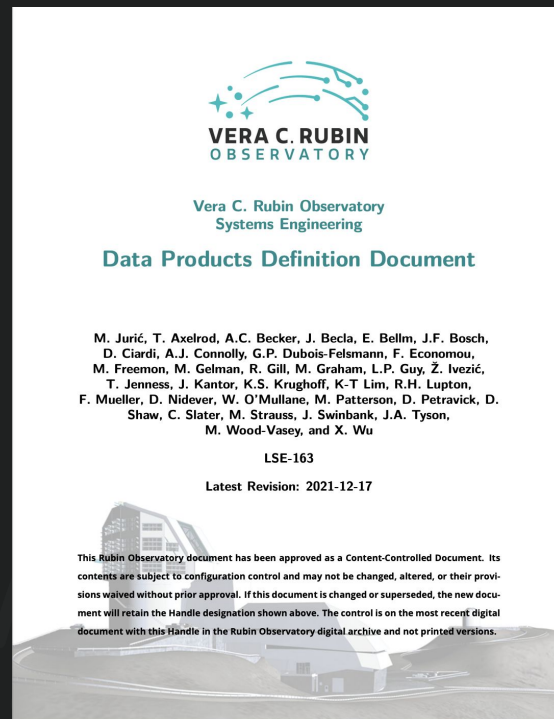 VERA C. RUBIN
OBSERVATORY
Vera C. Rubin Observatory
Systems Engineering
Data Products Definition Document
M. Jurić, T. Axelrod, A.C. Becker, J. Becla, E. Bellm, J.F. Bosch,
D. Ciardi, A.J. Connolly, G.P. Dubois-Felsmann, F. Economou,
M. Freemon, M. Gelman, R. Gill, M. Graham, L.P. Guy, Ž. Ivezić,
T. Jenness, J. Kantor, K.S. Krughoff, K-T Lim, R.H. Lupton,
F. Mueller, D. Nidever, W. O'Mullane, M. Patterson, D. Petravick, D.
Shaw, C. Slater, M. Strauss, J. Swinbank, J.A. Tyson,
M. Wood-Vasey, and X. Wu
LSE-163
Latest Revision: 2021-12-17
This Rubin Observatory document has been approved as a Content-Controlled Document. Its
contents are subject to configuration control and may not be changed, altered, or their provi-
sions waived without prior approval. If this document is changed or superseded, the new docu-
ment will retain the Handle designation shown above. The control is on the most recent digital
document with this Handle in the Rubin Observatory digital archive and not printed versions.